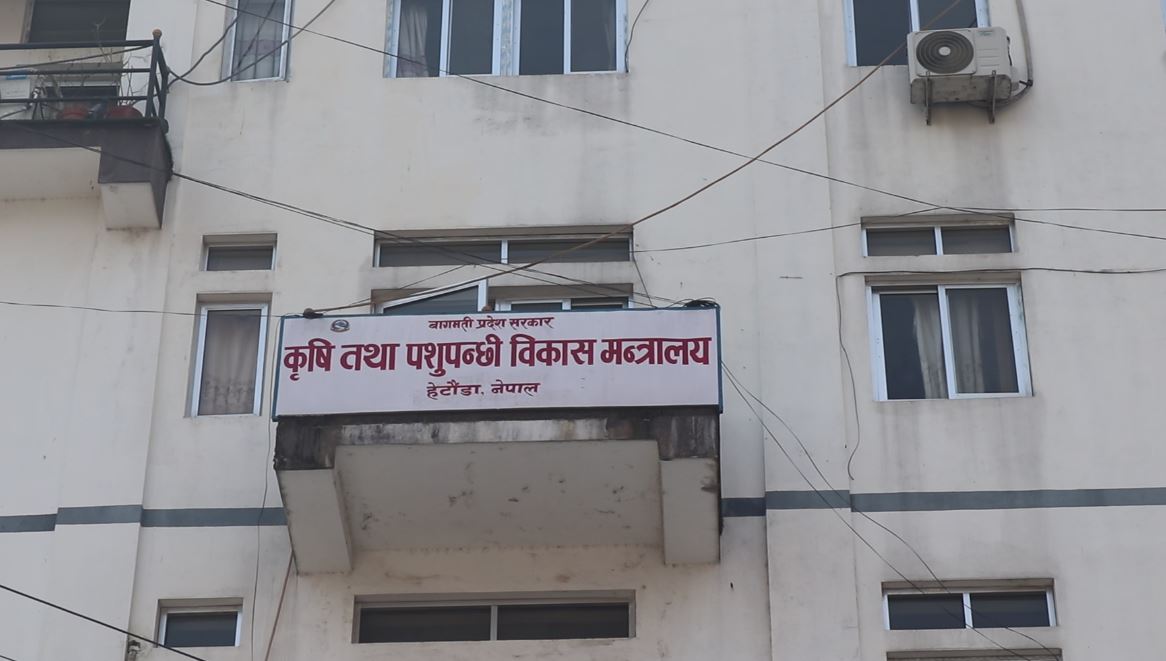 बागमती प्रदेश सरकार
कृषि तथा पशुपन्छी विकास मन्त्रालय
हेटौंडा, नेपाल